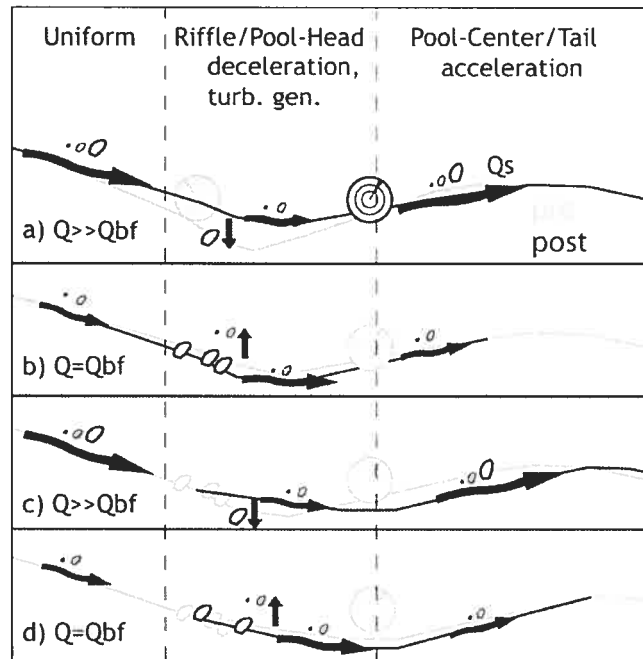 Uniform
Riffle/Pool-Head
deceleration,
turb. gen.
Pool-Center/Tail
acceleration
Qs
a) Q>>Qbf
post
b) Q=Qbf
c) Q>>Qbf
d) Q=Qbf